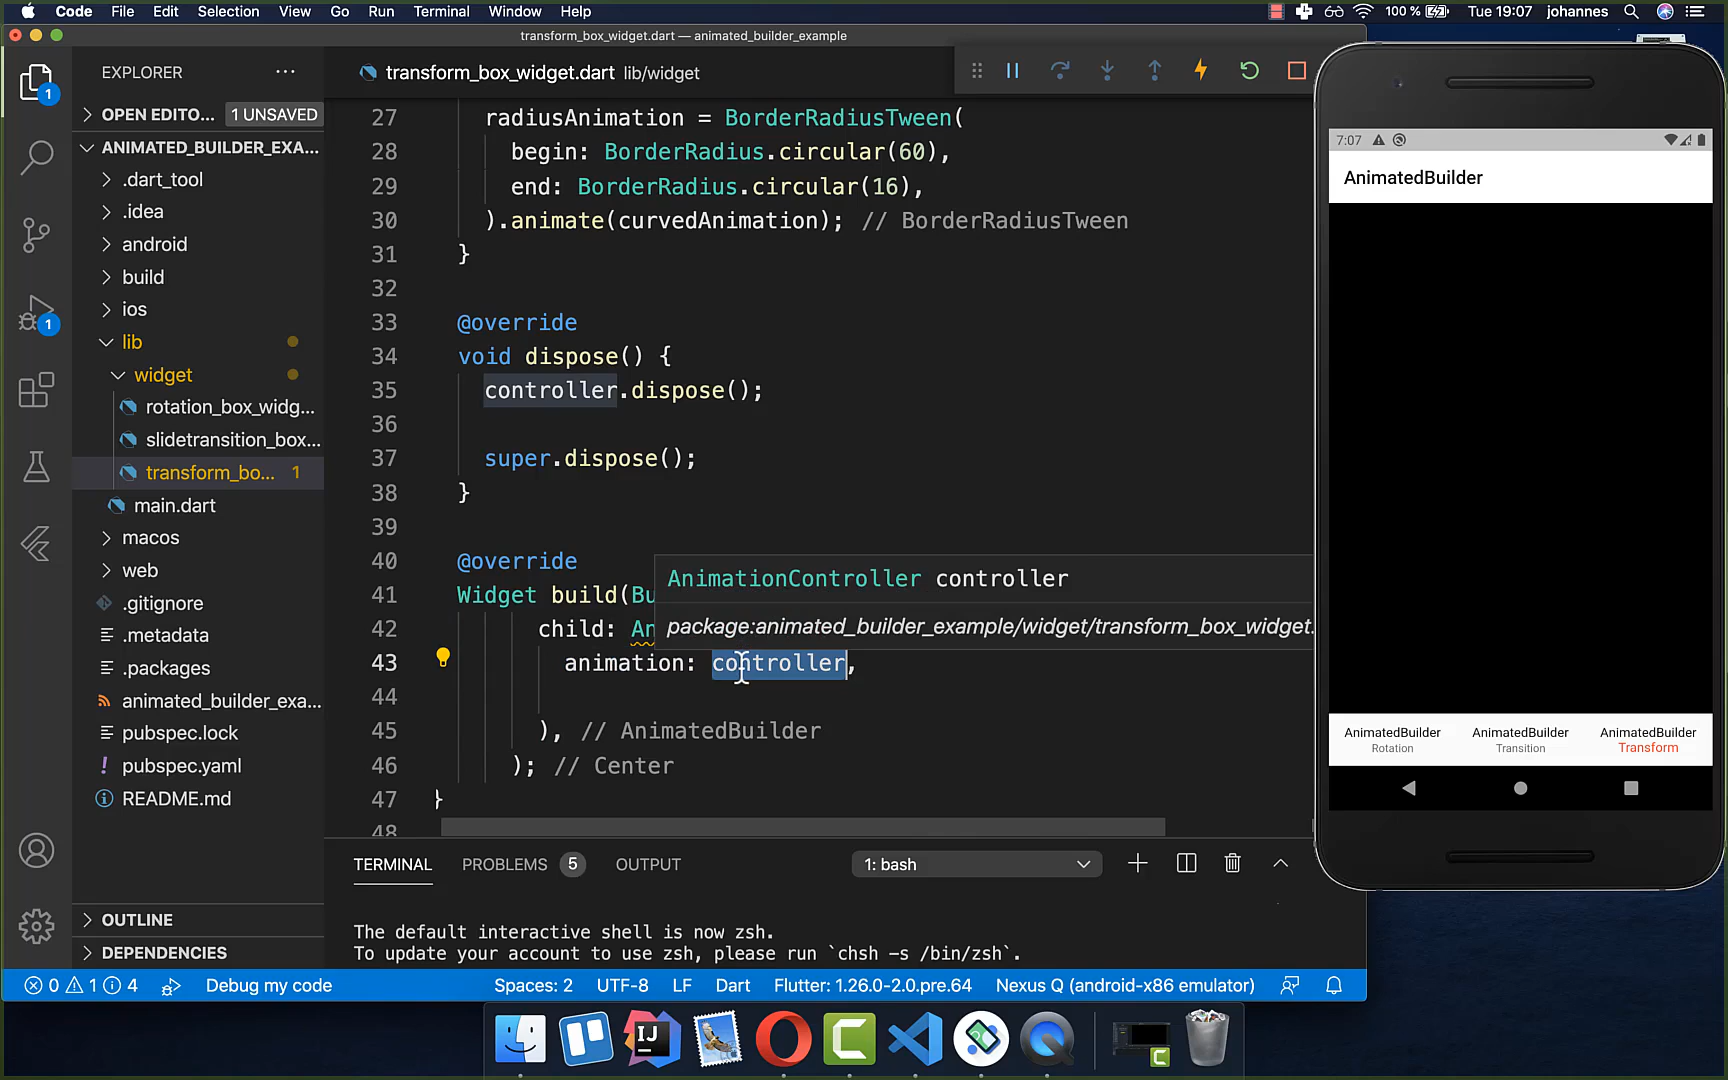 Code File Edit Selection View Go Run Terminal Window Help
100 % Tue 19:07 johannes
transform_box_widget.dart — animated_builder_example
EXPLORER
1
OPEN EDITO... 1 UNSAVED
ANIMATED_BUILDER_EXA...
.dart_tool
.idea
android
build
ios
1
lib
widget
rotation_box_widg...
slidetransition_box...
transform_bo... 1
main.dart
macos
web
.gitignore
.metadata
.packages
animated_builder_exa...
pubspec.lock
pubspec.yaml
README.md
OUTLINE
DEPENDENCIES
transform_box_widget.dart lib/widget
27 radiusAnimation = BorderRadiusTween(
28 begin: BorderRadius.circular(60),
29 end: BorderRadius.circular(16),
30 ).animate(curvedAnimation); // BorderRadiusTween
31 }
32
33 @override
34 void dispose() {
35 controller.dispose();
36
37 super.dispose();
38 }
39
40 @override
41 Widget build(Bu
AnimationController controller
package:animated_builder_example/widget/transform_box_widget.
42 child: An
43 animation: controller,
44
45 ), // AnimatedBuilder
46 ); // Center
47 }
48
TERMINAL PROBLEMS 5 OUTPUT 1: bash
The default interactive shell is now zsh.
To update your account to use zsh, please run `chsh -s /bin/zsh`.
0 1 4 Debug my code Spaces: 2 UTF-8 LF Dart Flutter: 1.26.0-2.0.pre.64 Nexus Q (android-x86 emulator)
7:07
AnimatedBuilder
AnimatedBuilder AnimatedBuilder AnimatedBuilder
Rotation Transition Transform
IJ